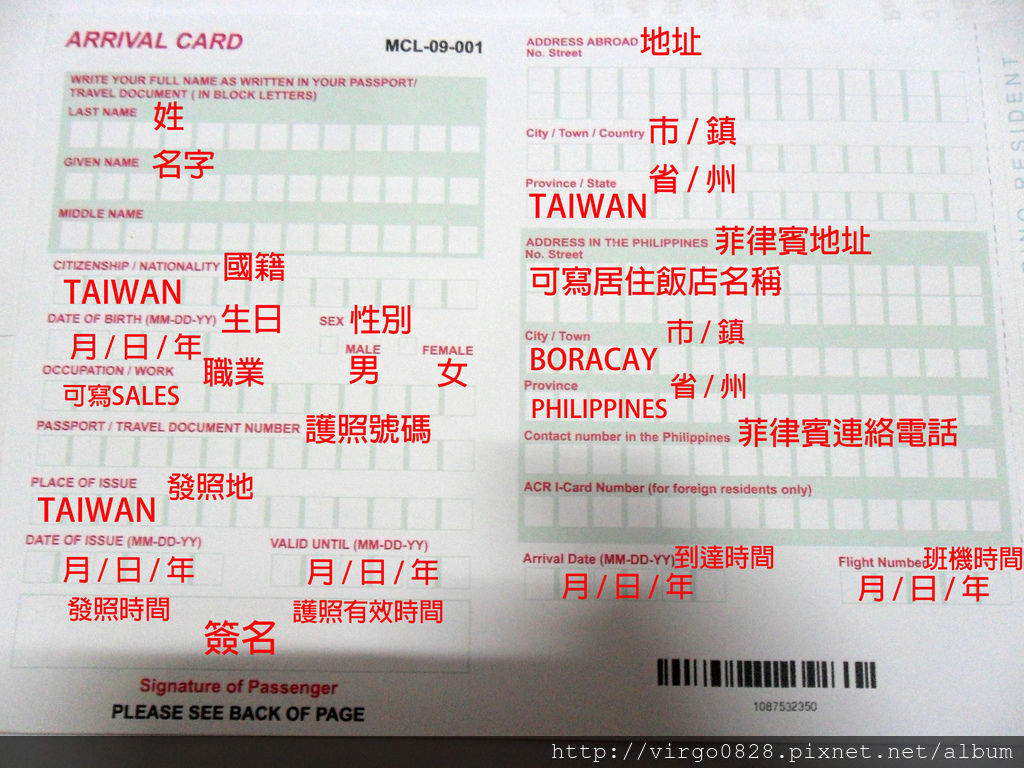 ARRIVAL CARD
MCL-09-001
WRITE YOUR FULL NAME AS WRITTEN IN YOUR PASSPORT/
TRAVEL DOCUMENT ( IN BLOCK LETTERS)
LAST NAME 姓
GIVEN NAME 名字
MIDDLE NAME
CITIZENSHIP / NATIONALITY 國籍
TAIWAN
DATE OF BIRTH (MM-DD-YY) 生日 SEX 性別
月 / 日 / 年 MALE 男 FEMALE 女
OCCUPATION / WORK 職業
可寫SALES
PASSPORT / TRAVEL DOCUMENT NUMBER 護照號碼
PLACE OF ISSUE 發照地
TAIWAN
DATE OF ISSUE (MM-DD-YY) VALID UNTIL (MM-DD-YY)
月 / 日 / 年 月 / 日 / 年
發照時間 護照有效時間
簽名
Signature of Passenger
PLEASE SEE BACK OF PAGE
ADDRESS ABROAD 地址
No. Street
City / Town / Country 市 / 鎮
Province / State 省 / 州
TAIWAN
ADDRESS IN THE PHILIPPINES 菲律賓地址
No. Street
可寫居住飯店名稱
City / Town 市 / 鎮
BORACAY
Province 省 / 州
PHILIPPINES
Contact number in the Philippines 菲律賓連絡電話
ACR I-Card Number (for foreign residents only)
Arrival Date (MM-DD-YY) 到達時間 Flight Number 班機時間
月 / 日 / 年 月 / 日 / 年
1087532350
http://virgo0828.pixnet.net/album